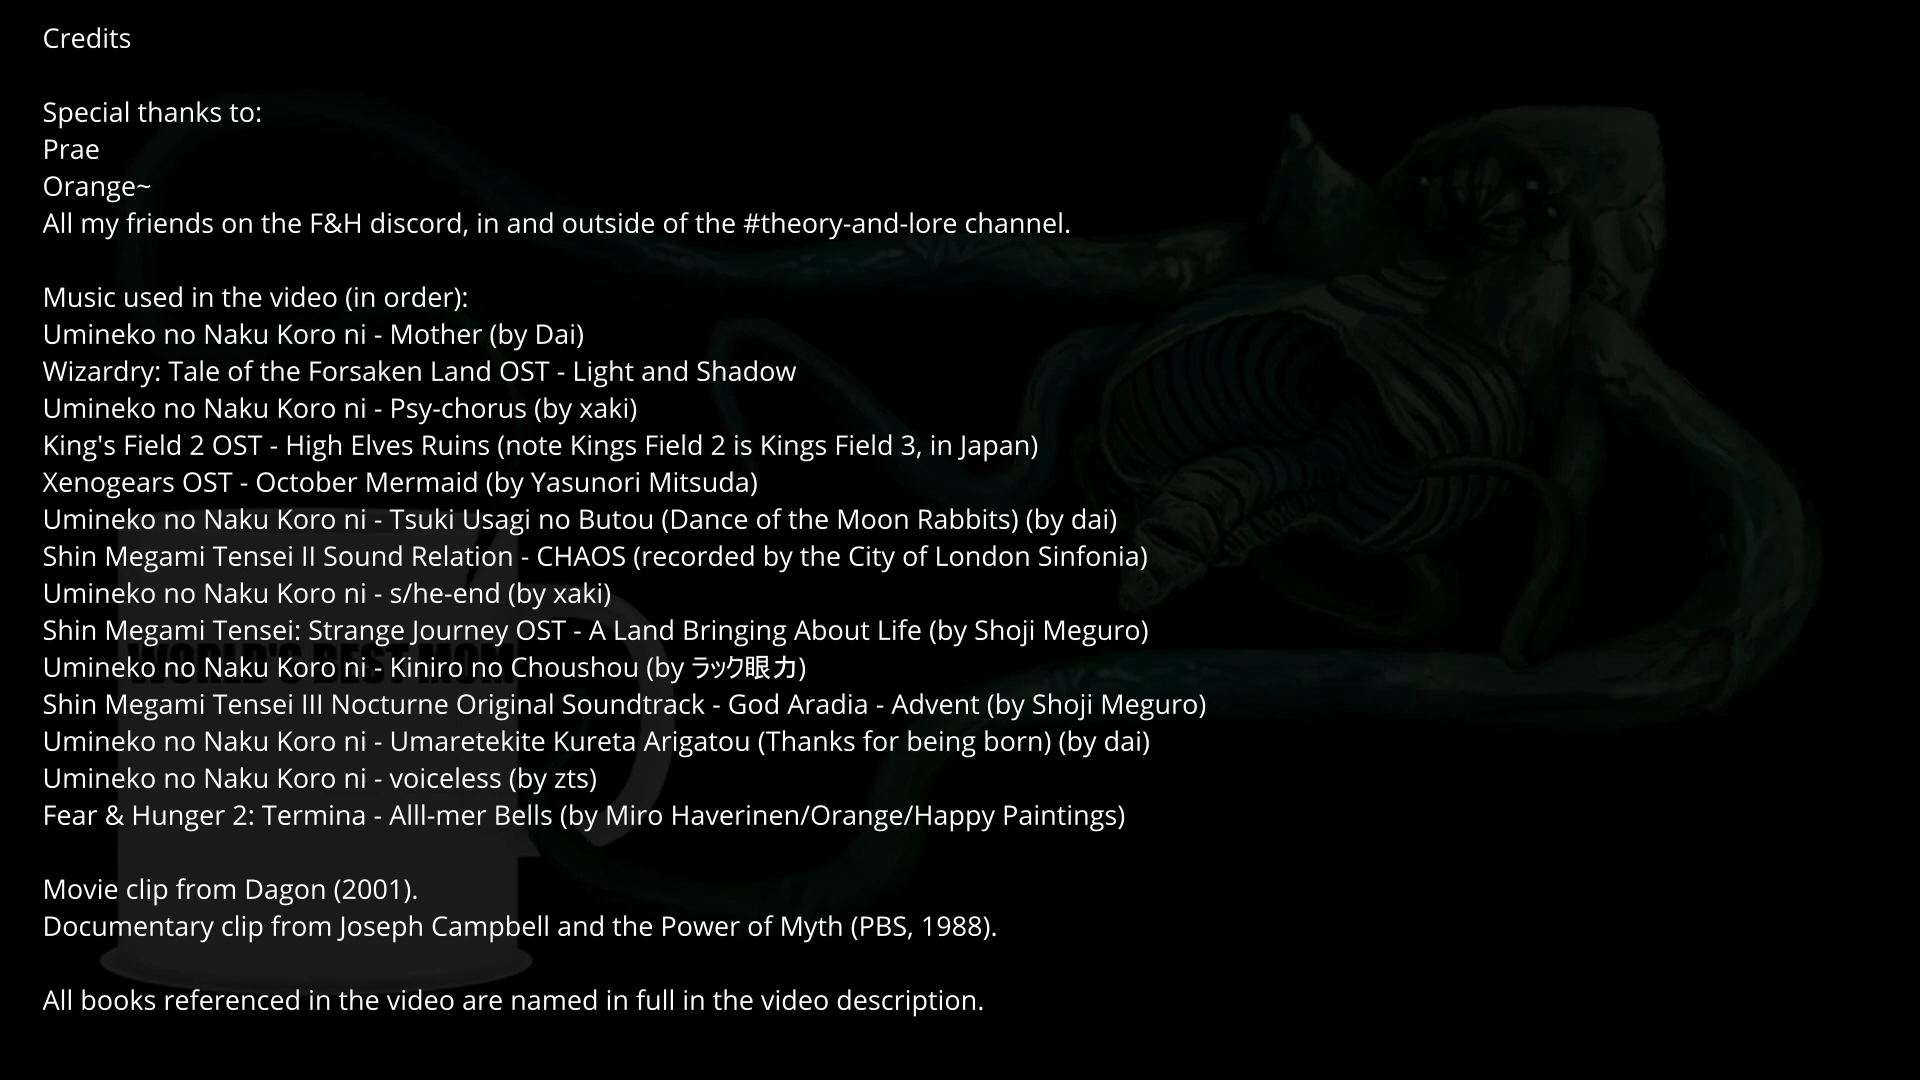 Credits
Special thanks to:
Prae
Orange~
All my friends on the F&H discord, in and outside of the #theory-and-lore channel.
Music used in the video (in order):
Umineko no Naku Koro ni - Mother (by Dai)
Wizardry: Tale of the Forsaken Land OST - Light and Shadow
Umineko no Naku Koro ni - Psy-chorus (by xaki)
King's Field 2 OST - High Elves Ruins (note Kings Field 2 is Kings Field 3, in Japan)
Xenogears OST - October Mermaid (by Yasunori Mitsuda)
Umineko no Naku Koro ni - Tsuki Usagi no Butou (Dance of the Moon Rabbits) (by dai)
Shin Megami Tensei II Sound Relation - CHAOS (recorded by the City of London Sinfonia)
Umineko no Naku Koro ni - s/he-end (by xaki)
Shin Megami Tensei: Strange Journey OST - A Land Bringing About Life (by Shoji Meguro)
Umineko no Naku Koro ni - Kiniro no Choushou (by ラック眼力)
WORLD'S BEST MOM
Shin Megami Tensei III Nocturne Original Soundtrack - God Aradia - Advent (by Shoji Meguro)
Umineko no Naku Koro ni - Umaretekite Kureta Arigatou (Thanks for being born) (by dai)
Umineko no Naku Koro ni - voiceless (by zts)
Fear & Hunger 2: Termina - Alll-mer Bells (by Miro Haverinen/Orange/Happy Paintings)
Movie clip from Dagon (2001).
Documentary clip from Joseph Campbell and the Power of Myth (PBS, 1988).
All books referenced in the video are named in full in the video description.